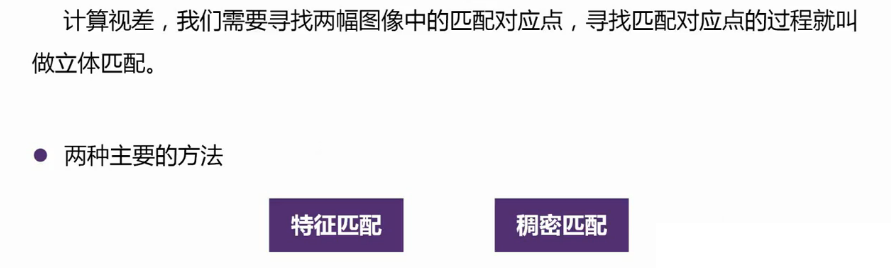 计算视差，我们需要寻找两幅图像中的匹配对应点，寻找匹配对应点的过程就叫
做立体匹配。
● 两种主要的方法
特征匹配 稠密匹配